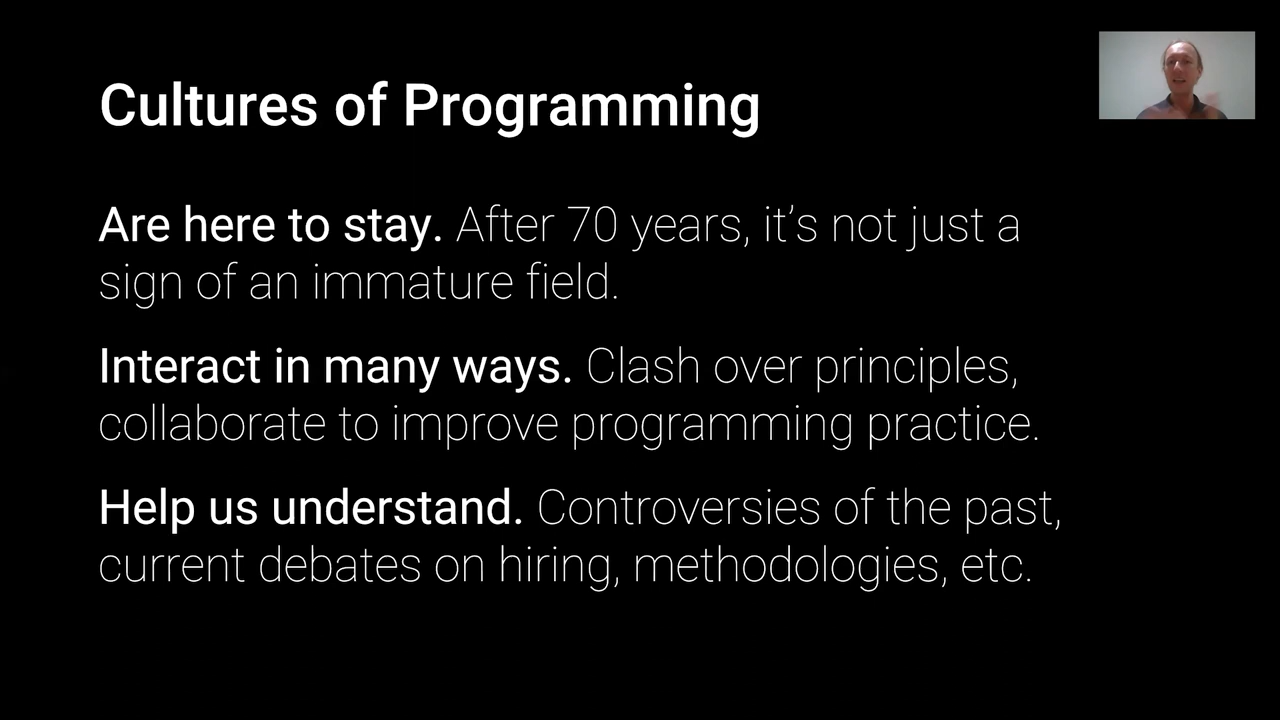 Cultures of Programming
Are here to stay. After 70 years, it’s not just a
sign of an immature field.
Interact in many ways. Clash over principles,
collaborate to improve programming practice.
Help us understand. Controversies of the past,
current debates on hiring, methodologies, etc.